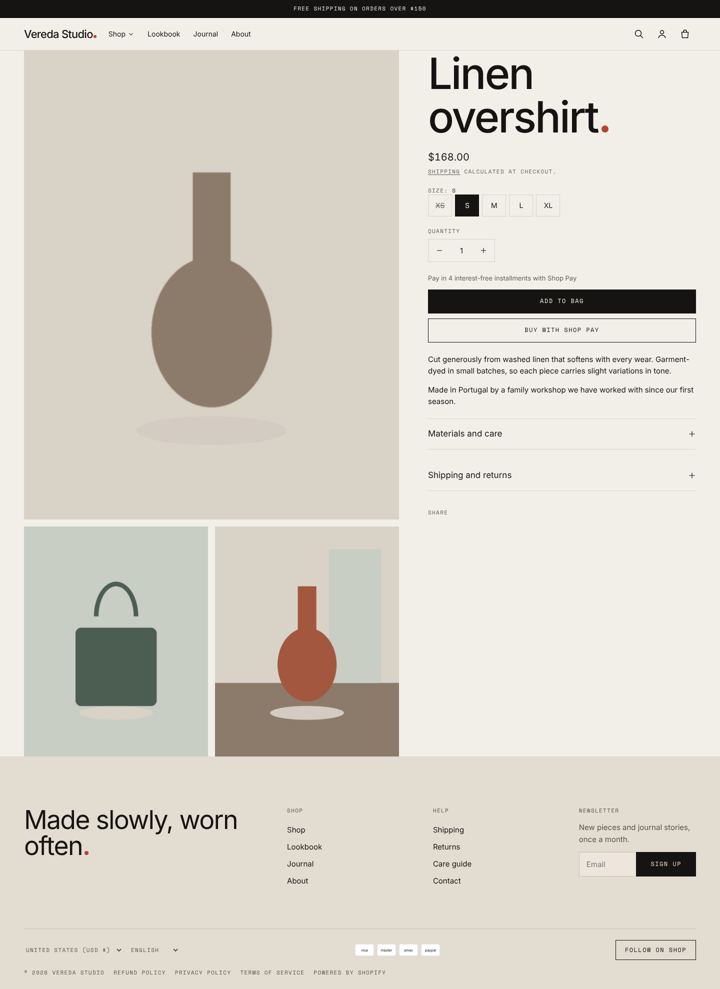 FREE SHIPPING ON ORDERS OVER $150
Vereda Studio.
Shop
Lookbook
Journal
About
Linen
overshirt.
$168.00
SHIPPING CALCULATED AT CHECKOUT.
SIZE: S
XS
S
M
L
XL
QUANTITY
− 1 +
Pay in 4 interest-free installments with Shop Pay
ADD TO BAG
BUY WITH SHOP PAY
Cut generously from washed linen that softens with every wear. Garment-
dyed in small batches, so each piece carries slight variations in tone.
Made in Portugal by a family workshop we have worked with since our first
season.
Materials and care +
Shipping and returns +
SHARE
Made slowly, worn
often.
SHOP
Shop
Lookbook
Journal
About
HELP
Shipping
Returns
Care guide
Contact
NEWSLETTER
New pieces and journal stories,
once a month.
Email
SIGN UP
UNITED STATES (USD $)
ENGLISH
visa
master
amex
paypal
FOLLOW ON SHOP
© 2026 VEREDA STUDIO REFUND POLICY PRIVACY POLICY TERMS OF SERVICE POWERED BY SHOPIFY